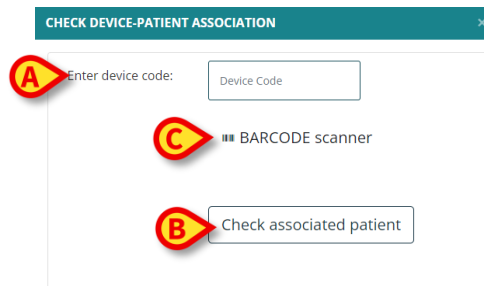 CHECK DEVICE-PATIENT ASSOCIATION ×
A Enter device code: Device Code
C BARCODE scanner
B Check associated patient